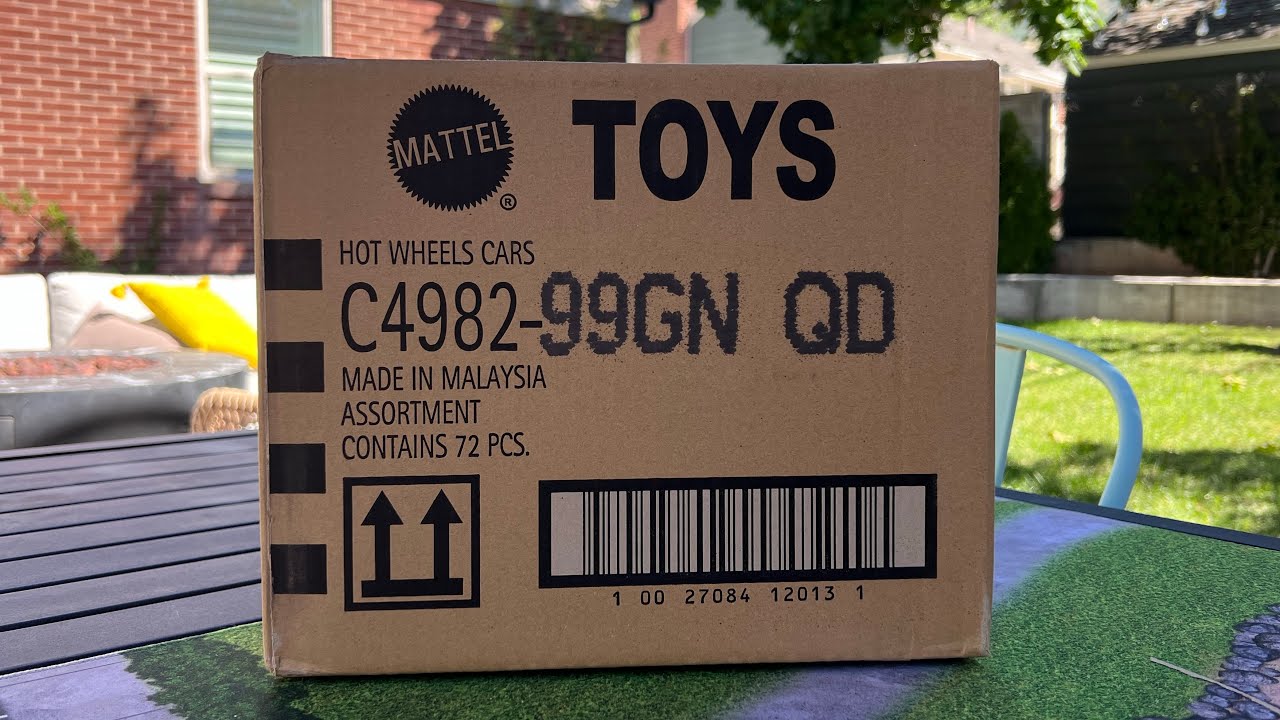 MATTEL ® TOYS
HOT WHEELS CARS
C4982-99GN QD
MADE IN MALAYSIA
ASSORTMENT
CONTAINS 72 PCS.
1 00 27084 12013 1